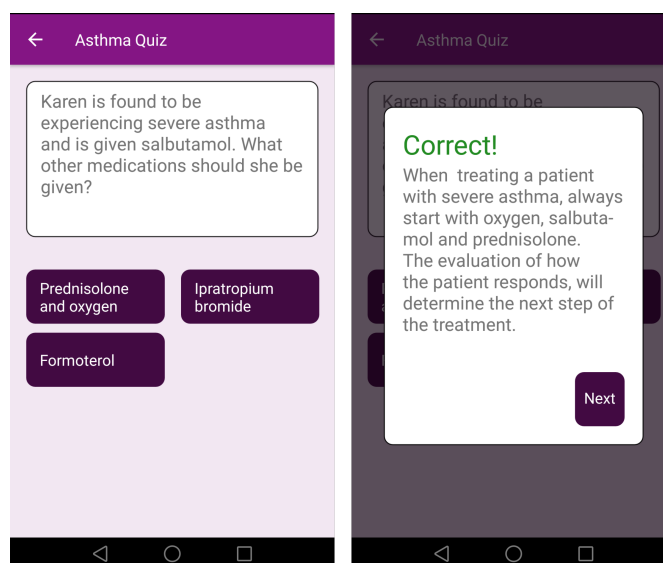 Asthma Quiz
Karen is found to be
experiencing severe asthma
and is given salbutamol. What
other medications should she be
given?
Prednisolone
and oxygen
Ipratropium
bromide
Formoterol
Asthma Quiz
Karen is found to be
Correct!
When treating a patient
with severe asthma, always
start with oxygen, salbuta-
mol and prednisolone.
The evaluation of how
the patient responds, will
determine the next step of
the treatment.
Next